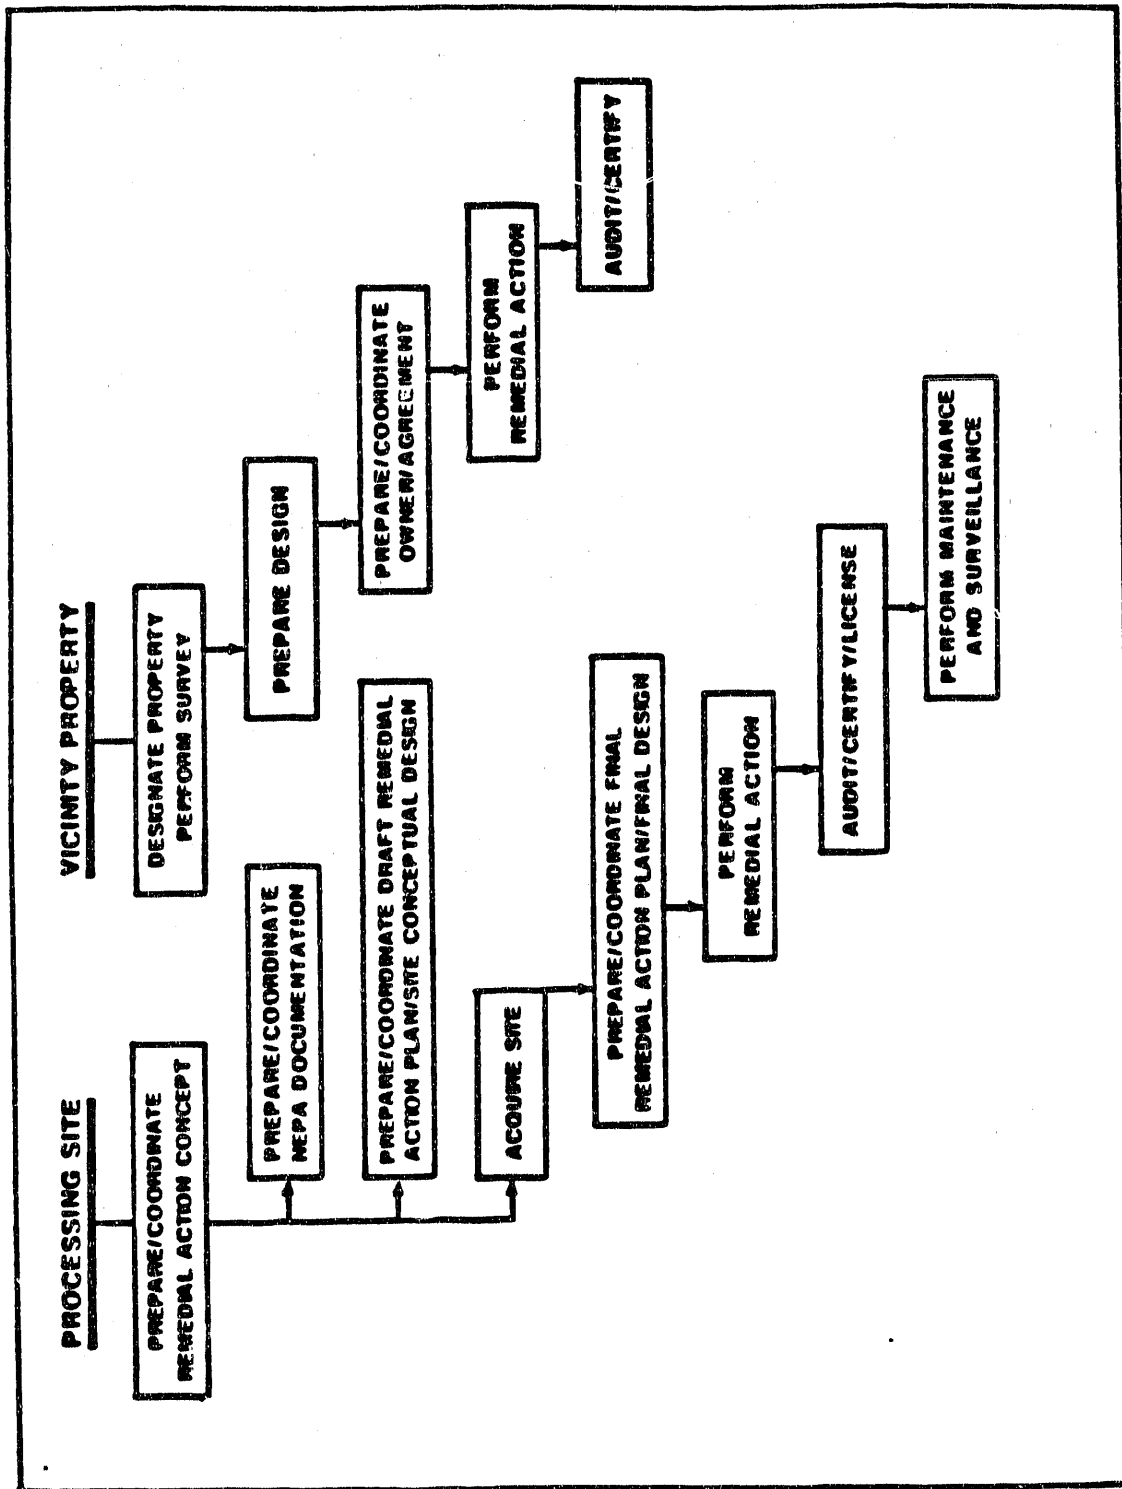 PROCESSING SITE
PREPARE/COORDINATE
REMEDIAL ACTION CONCEPT
PREPARE/COORDINATE
NEPA DOCUMENTATION
PREPARE/COORDINATE DRAFT REMEDIAL
ACTION PLAN/SITE CONCEPTUAL DESIGN
ACQUIRE SITE
PREPARE/COORDINATE FINAL
REMEDIAL ACTION PLAN/FINAL DESIGN
PERFORM
REMEDIAL ACTION
AUDIT/CERTIFY/LICENSE
PERFORM MAINTENANCE
AND SURVEILLANCE
VICINITY PROPERTY
DESIGNATE PROPERTY
PERFORM SURVEY
PREPARE DESIGN
PREPARE/COORDINATE
OWNER/AGREEMENT
PERFORM
REMEDIAL ACTION
AUDIT/CERTIFY